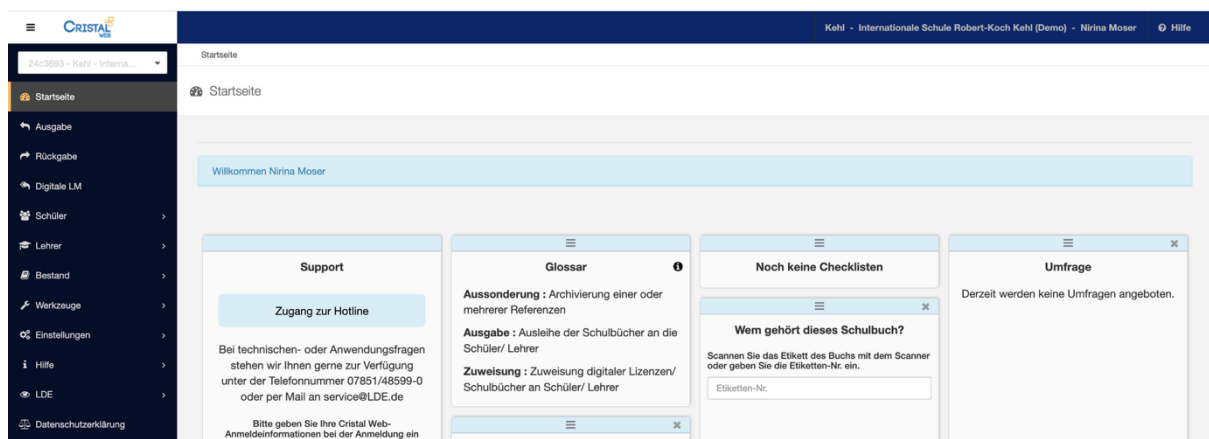 CRISTAL
WEB
Kehl - Internationale Schule Robert-Koch Kehl (Demo) - Nirina Moser
Hilfe
24c3693 - Kehl - Interna...
Startseite
Ausgabe
Rückgabe
Digitale LM
Schüler
Lehrer
Bestand
Werkzeuge
Einstellungen
Hilfe
LDE
Datenschutzerklärung
Startseite
Startseite
Willkommen Nirina Moser
Support
Zugang zur Hotline
Bei technischen- oder Anwendungsfragen
stehen wir Ihnen gerne zur Verfügung
unter der Telefonnummer 07851/48599-0
oder per Mail an service@LDE.de
Bitte geben Sie Ihre Cristal Web-
Anmeldeinformationen bei der Anmeldung ein
Glossar
Aussonderung : Archivierung einer oder
mehrerer Referenzen
Ausgabe : Ausleihe der Schulbücher an die
Schüler/ Lehrer
Zuweisung : Zuweisung digitaler Lizenzen/
Schulbücher an Schüler/ Lehrer
Noch keine Checklisten
Wem gehört dieses Schulbuch?
Scannen Sie das Etikett des Buchs mit dem Scanner
oder geben Sie die Etiketten-Nr. ein.
Etiketten-Nr.
Umfrage
Derzeit werden keine Umfragen angeboten.